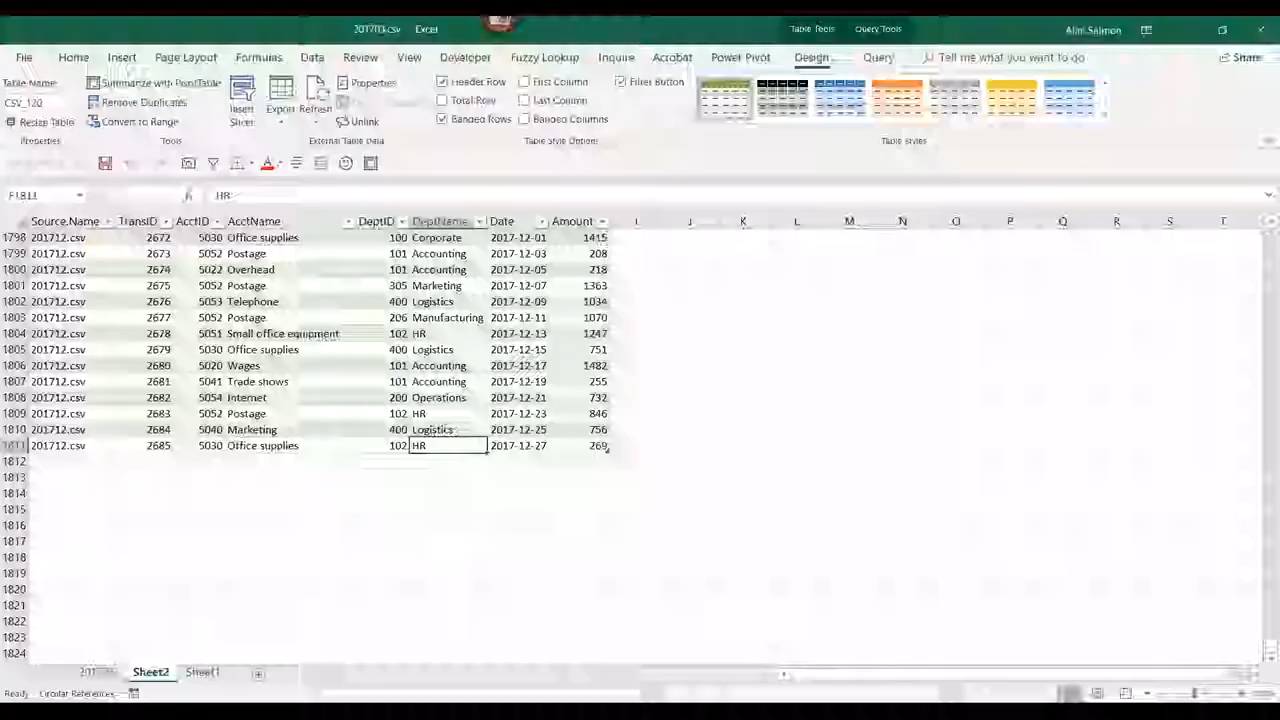 Excel Table Tools Query Tools
File Home Insert Page Layout Formulas Data Review View Developer Fuzzy Lookup Inquire Acrobat Power Pivot Design Query Tell me what you want to do Share
Table Name: Summarize with PivotTable Insert Slicer Export Refresh Properties Header Row First Column Filter Button
CSV_120 Remove Duplicates Total Row Last Column
Resize Table Convert to Range Unlink Banded Rows Banded Columns
Properties Tools External Table Data Table Style Options Table Styles
F1811 fx HR
Source.Name TransID AcctID AcctName DeptID DeptName Date Amount I J K L M N O P Q R S T
1798 201712.csv 2672 5030 Office supplies 100 Corporate 2017-12-01 1415
1799 201712.csv 2673 5052 Postage 101 Accounting 2017-12-03 208
1800 201712.csv 2674 5022 Overhead 101 Accounting 2017-12-05 218
1801 201712.csv 2675 5052 Postage 305 Marketing 2017-12-07 1363
1802 201712.csv 2676 5053 Telephone 400 Logistics 2017-12-09 1034
1803 201712.csv 2677 5052 Postage 206 Manufacturing 2017-12-11 1070
1804 201712.csv 2678 5051 Small office equipment 102 HR 2017-12-13 1247
1805 201712.csv 2679 5030 Office supplies 400 Logistics 2017-12-15 751
1806 201712.csv 2680 5020 Wages 101 Accounting 2017-12-17 1482
1807 201712.csv 2681 5041 Trade shows 101 Accounting 2017-12-19 255
1808 201712.csv 2682 5054 Internet 200 Operations 2017-12-21 732
1809 201712.csv 2683 5052 Postage 102 HR 2017-12-23 846
1810 201712.csv 2684 5040 Marketing 400 Logistics 2017-12-25 756
1811 201712.csv 2685 5030 Office supplies 102 HR 2017-12-27 269
1812
1813
1814
1815
1816
1817
1818
1819
1820
1821
1822
1823
1824
Sheet2 Sheet1
Ready Circular References